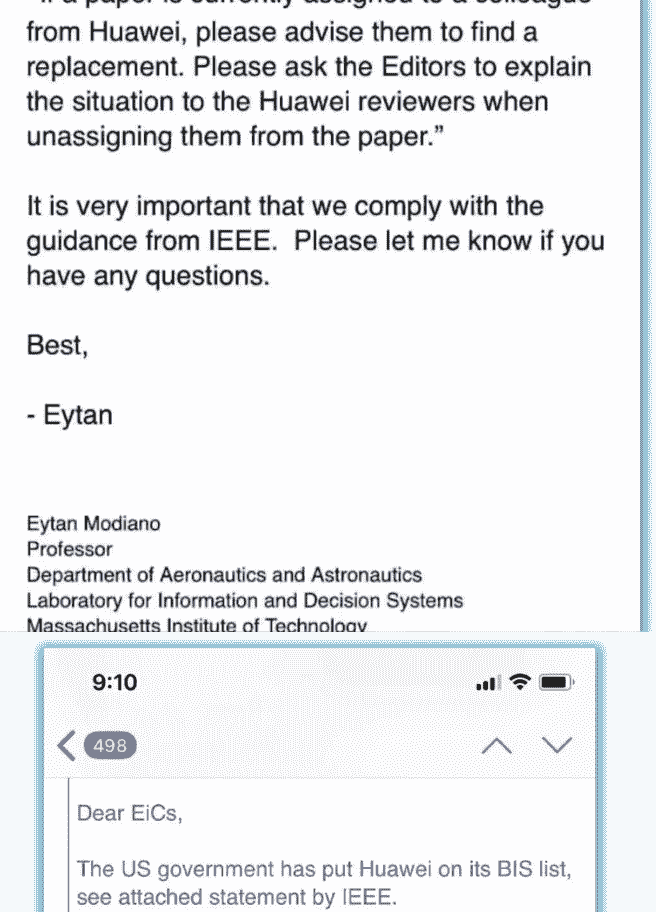 from Huawei, please advise them to find a
replacement. Please ask the Editors to explain
the situation to the Huawei reviewers when
unassigning them from the paper.”
It is very important that we comply with the
guidance from IEEE.  Please let me know if you
have any questions.
Best,
- Eytan
Eytan Modiano
Professor
Department of Aeronautics and Astronautics
Laboratory for Information and Decision Systems
Massachusetts Institute of Technology
9:10
498
Dear EiCs,
The US government has put Huawei on its BIS list,
see attached statement by IEEE.